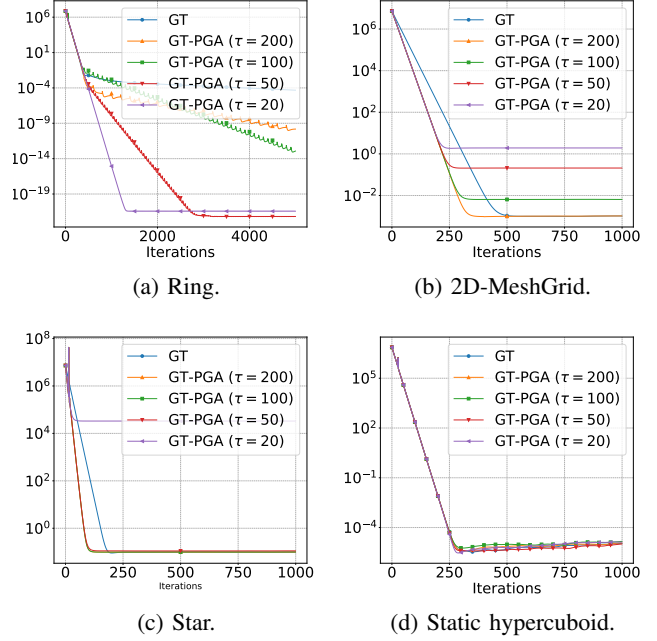 10^6
10^1
10^-4
10^-9
10^-14
10^-19
GT
GT-PGA (τ = 200)
GT-PGA (τ = 100)
GT-PGA (τ = 50)
GT-PGA (τ = 20)
0 2000 4000
Iterations
(a) Ring.
10^6
10^4
10^2
10^0
10^-2
GT
GT-PGA (τ = 200)
GT-PGA (τ = 100)
GT-PGA (τ = 50)
GT-PGA (τ = 20)
0 250 500 750 1000
Iterations
(b) 2D-MeshGrid.
10^8
10^6
10^4
10^2
10^0
GT
GT-PGA (τ = 200)
GT-PGA (τ = 100)
GT-PGA (τ = 50)
GT-PGA (τ = 20)
0 250 500 750 1000
Iterations
(c) Star.
10^5
10^2
10^-1
10^-4
GT
GT-PGA (τ = 200)
GT-PGA (τ = 100)
GT-PGA (τ = 50)
GT-PGA (τ = 20)
0 250 500 750 1000
Iterations
(d) Static hypercuboid.